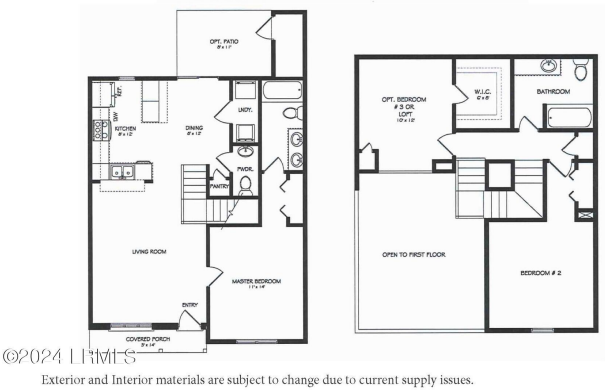 OPT. PATIO
8' x 11'
REF.
DW
KITCHEN
8' x 12'
DINING
6' x 12'
LNDY.
PWDR.
PANTRY
LIVING ROOM
MASTER BEDROOM
11' x 14'
ENTRY
COVERED PORCH
5' x 14'
OPT. BEDROOM
# 3 OR
LOFT
10' x 12'
W.I.C.
6' x 8'
BATHROOM
OPEN TO FIRST FLOOR
BEDROOM # 2
©2024 LRMLS
Exterior and Interior materials are subject to change due to current supply issues.